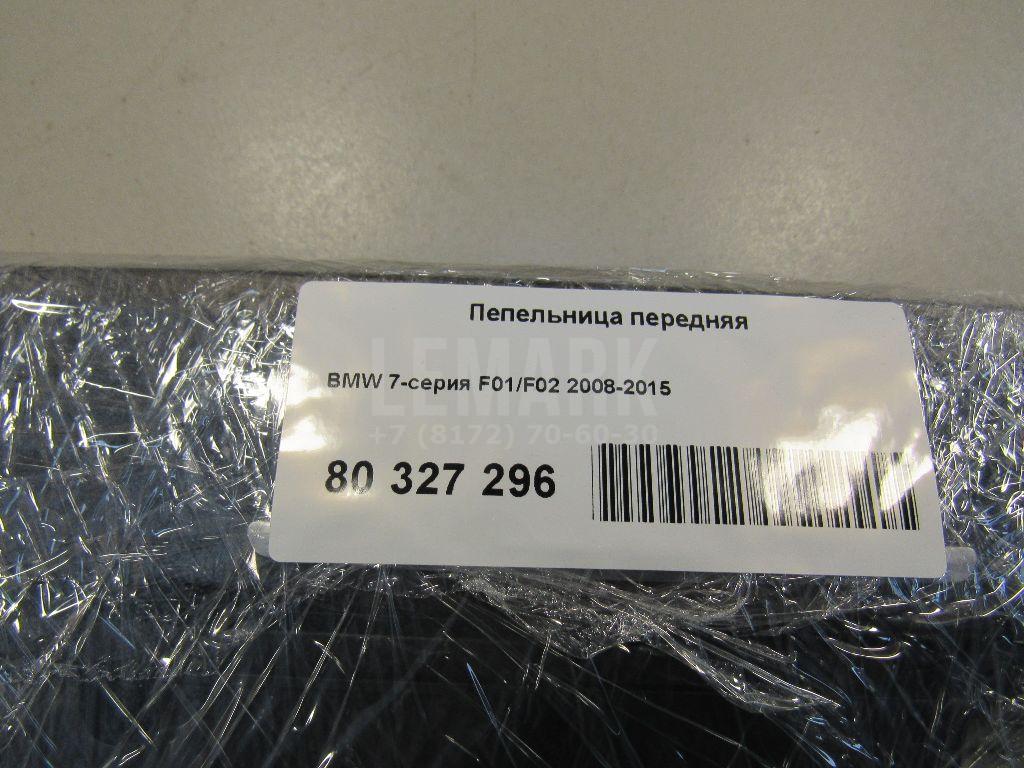 Пепельница передняя
LEMARK
BMW 7-серия F01/F02 2008-2015
+7 (8172) 70-60-30
80 327 296